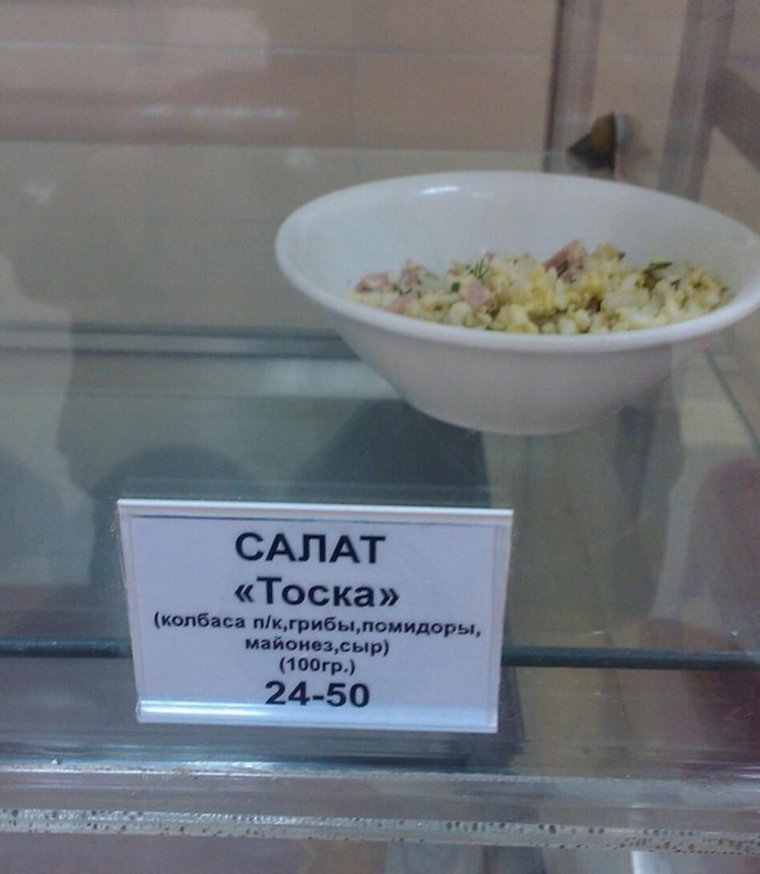 САЛАТ
«Тоска»
(колбаса п/к,грибы,помидоры,
майонез,сыр)
(100гр.)
24-50